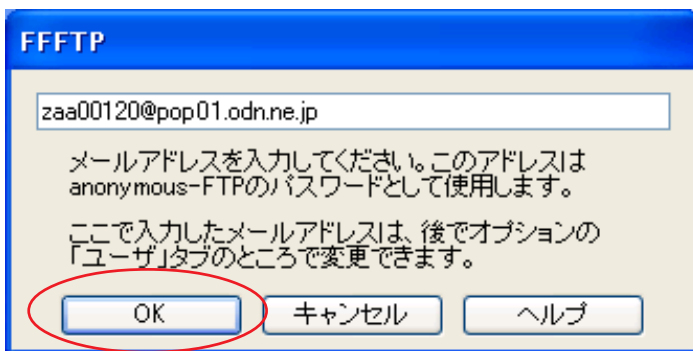 FFFTP
zaa00120@pop01.odn.ne.jp
メールアドレスを入力してください。このアドレスは
anonymous-FTPのパスワードとして使用します。
ここで入力したメールアドレスは、後でオプションの
「ユーザ」タブのところで変更できます。
OK キャンセル ヘルプ